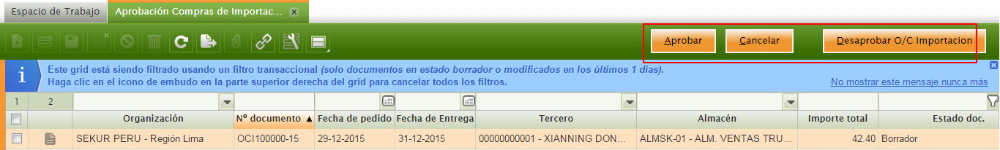 Espacio de Trabajo
Aprobación Compras de Importac...
Aprobar
Cancelar
Desaprobar O/C Importacion
Este grid está siendo filtrado usando un filtro transaccional (solo documentos en estado borrador o modificados en los últimos 1 días).
Haga clic en el icono de embudo en la parte superior derecha del grid para cancelar todos los filtros.
No mostrar este mensaje nunca más
1 2
Organización Nº documento Fecha de pedido Fecha de Entrega Tercero Almacén Importe total Estado doc.
SEKUR PERU - Región Lima OCI100000-15 29-12-2015 31-12-2015 00000000001 - XIANNING DON... ALMSK-01 - ALM. VENTAS TRU... 42.40 Borrador